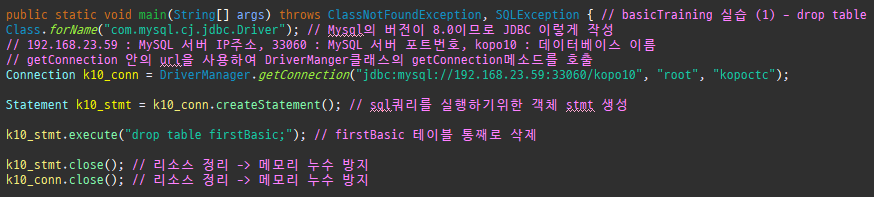 public static void main(String[] args) throws ClassNotFoundException, SQLException { // basicTraining 실습 (1) - drop table
Class.forName("com.mysql.cj.jdbc.Driver"); // Mysql의 버전이 8.0이므로 JDBC 이렇게 작성
// 192.168.23.59 : MySQL 서버 IP주소, 33060 : MySQL 서버 포트번호, kopo10 : 데이터베이스 이름
// getConnection 안의 url을 사용하여 DriverManger클래스의 getConnection메소드를 호출
Connection k10_conn = DriverManager.getConnection("jdbc:mysql://192.168.23.59:33060/kopo10", "root", "kopoctc");
Statement k10_stmt = k10_conn.createStatement(); // sql쿼리를 실행하기위한 객체 stmt 생성
k10_stmt.execute("drop table firstBasic;"); // firstBasic 테이블 통째로 삭제
k10_stmt.close(); // 리소스 정리 -> 메모리 누수 방지
k10_conn.close(); // 리소스 정리 -> 메모리 누수 방지